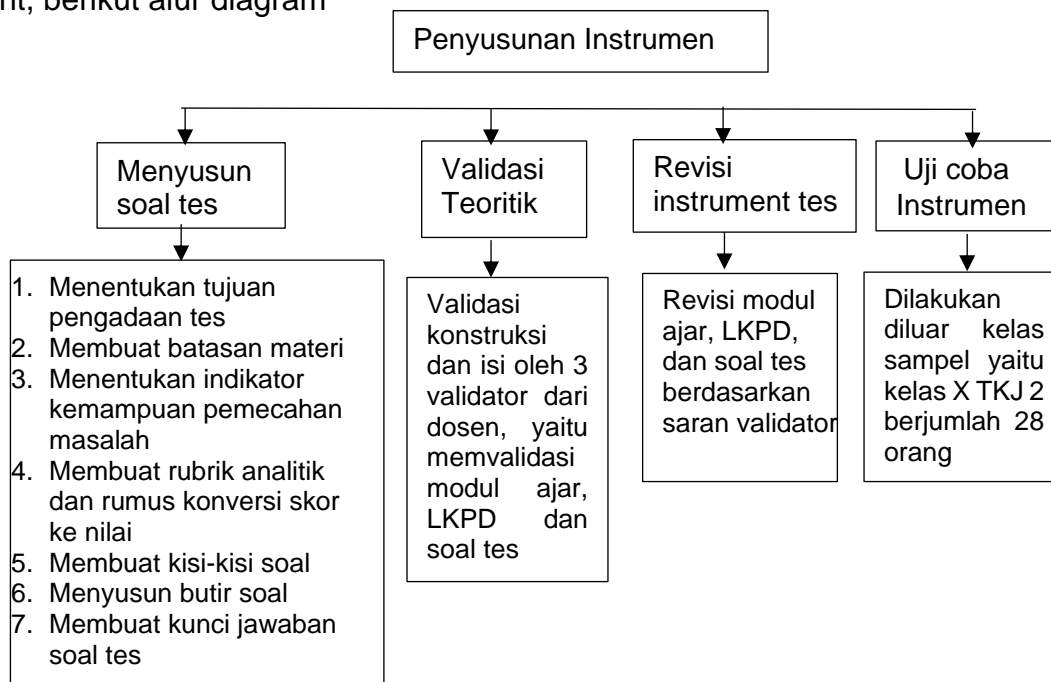 nt, berikut alur diagram
Penyusunan Instrumen
Menyusun
soal tes
Validasi
Teoritik
Revisi
instrument tes
Uji coba
Instrumen
1. Menentukan tujuan
pengadaan tes
2. Membuat batasan materi
3. Menentukan indikator
kemampuan pemecahan
masalah
4. Membuat rubrik analitik
dan rumus konversi skor
ke nilai
5. Membuat kisi-kisi soal
6. Menyusun butir soal
7. Membuat kunci jawaban
soal tes
Validasi
konstruksi
dan isi oleh 3
validator dari
dosen, yaitu
memvalidasi
modul ajar,
LKPD dan
soal tes
Revisi modul
ajar, LKPD,
dan soal tes
berdasarkan
saran validator
Dilakukan
diluar kelas
sampel yaitu
kelas X TKJ 2
berjumlah 28
orang